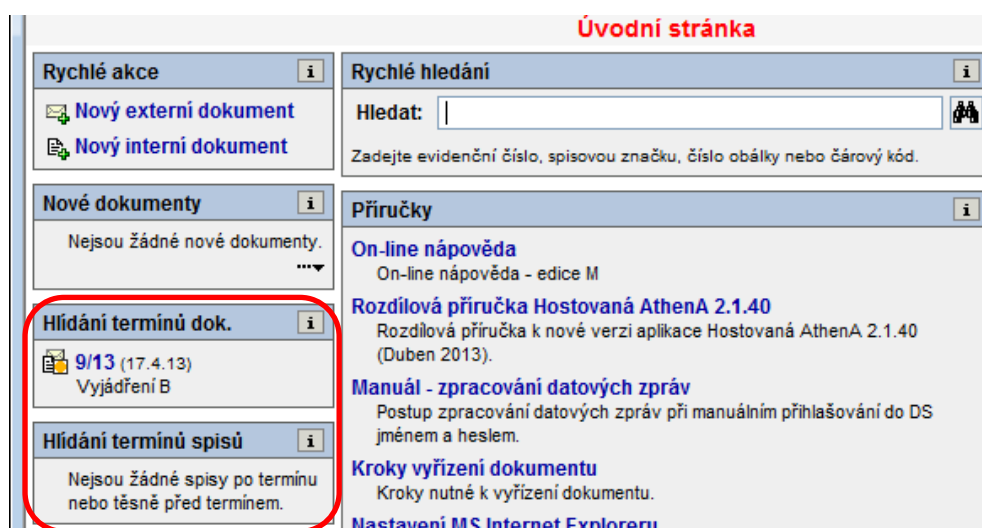 Úvodní stránka
Rychlé akce
Nový externí dokument
Nový interní dokument
Nové dokumenty
Nejsou žádné nové dokumenty.
Hlídání termínů dok.
9/13 (17.4.13)
Vyjádření B
Hlídání termínů spisů
Nejsou žádné spisy po termínu
nebo těsně před termínem.
Rychlé hledání
Hledat:
Zadejte evidenční číslo, spisovou značku, číslo obálky nebo čárový kód.
Příručky
On-line nápověda
On-line nápověda - edice M
Rozdílová příručka Hostovaná AthenA 2.1.40
Rozdílová příručka k nové verzi aplikace Hostovaná AthenA 2.1.40
(Duben 2013).
Manuál - zpracování datových zpráv
Postup zpracování datových zpráv při manuálním přihlašování do DS
jménem a heslem.
Kroky vyřízení dokumentu
Kroky nutné k vyřízení dokumentu.
Nastavení MS Internet Exploreru